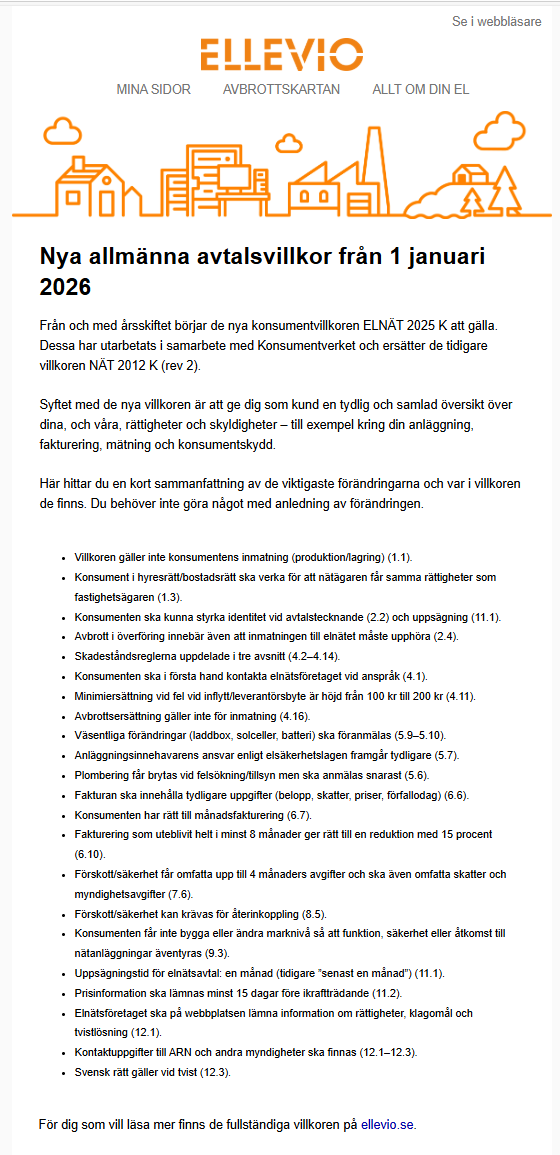 Se i webbläsare
ELLEVIO
MINA SIDOR AVBROTTSKARTAN ALLT OM DIN EL
Nya allmänna avtalsvillkor från 1 januari
2026
Från och med årsskiftet börjar de nya konsumentvillkoren ELNÄT 2025 K att gälla.
Dessa har utarbetats i samarbete med Konsumentverket och ersätter de tidigare
villkoren NÄT 2012 K (rev 2).
Syftet med de nya villkoren är att ge dig som kund en tydlig och samlad översikt över
dina, och våra, rättigheter och skyldigheter – till exempel kring din anläggning,
fakturering, mätning och konsumentskydd.
Här hittar du en kort sammanfattning av de viktigaste förändringarna och var i villkoren
de finns. Du behöver inte göra något med anledning av förändringen.
• Villkoren gäller inte konsumentens inmatning (produktion/lagring) (1.1).
• Konsument i hyresrätt/bostadsrätt ska verka för att nätägaren får samma rättigheter som
fastighetsägaren (1.3).
• Konsumenten ska kunna styrka identitet vid avtalstecknande (2.2) och uppsägning (11.1).
• Avbrott i överföring innebär även att inmatningen till elnätet måste upphöra (2.4).
• Skadeståndsreglerna uppdelade i tre avsnitt (4.2–4.14).
• Konsumenten ska i första hand kontakta elnätsföretaget vid anspråk (4.1).
• Minimiersättning vid fel vid inflytt/leverantörsbyte är höjd från 100 kr till 200 kr (4.11).
• Avbrottsersättning gäller inte för inmatning (4.16).
• Väsentliga förändringar (laddbox, solceller, batteri) ska föranmälas (5.9–5.10).
• Anläggningsinnehavarens ansvar enligt elsäkerhetslagen framgår tydligare (5.7).
• Plombering får brytas vid felsökning/tillsyn men ska anmälas snarast (5.6).
• Fakturan ska innehålla tydligare uppgifter (belopp, skatter, priser, förfallodag) (6.6).
• Konsumenten har rätt till månadsfakturering (6.7).
• Fakturering som uteblivit helt i minst 8 månader ger rätt till en reduktion med 15 procent
(6.10).
• Förskott/säkerhet får omfatta upp till 4 månaders avgifter och ska även omfatta skatter och
myndighetsavgifter (7.6).
• Förskott/säkerhet kan krävas för återinkoppling (8.5).
• Konsumenten får inte bygga eller ändra marknivå så att funktion, säkerhet eller åtkomst till
nätanläggningar äventyras (9.3).
• Uppsägningstid för elnätsavtal: en månad (tidigare ”senast en månad”) (11.1).
• Prisinformation ska lämnas minst 15 dagar före ikraftträdande (11.2).
• Elnätsföretaget ska på webbplatsen lämna information om rättigheter, klagomål och
tvistlösning (12.1).
• Kontaktuppgifter till ARN och andra myndigheter ska finnas (12.1–12.3).
• Svensk rätt gäller vid tvist (12.3).
För dig som vill läsa mer finns de fullständiga villkoren på ellevio.se.